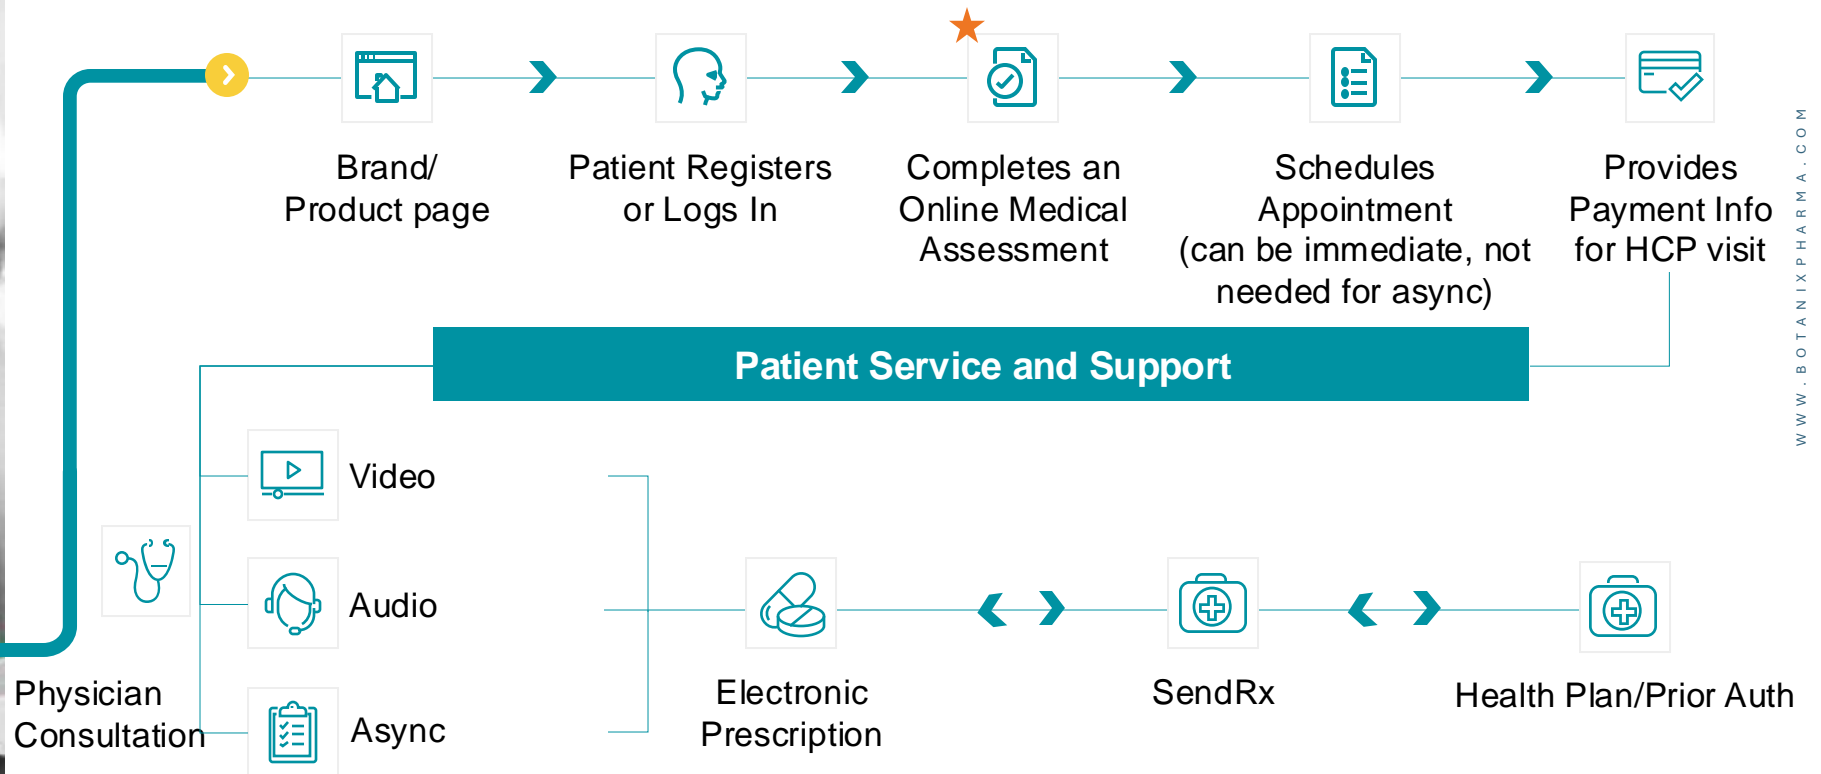 Brand/
Product page
Patient Registers
or Logs In
Completes an
Online Medical
Assessment
Schedules
Appointment
(can be immediate, not
needed for async)
Provides
Payment Info
for HCP visit
WWW.BOTANIXPHARMA.COM
Patient Service and Support
Video
Audio
Async
Physician
Consultation
Electronic
Prescription
SendRx
Health Plan/Prior Auth